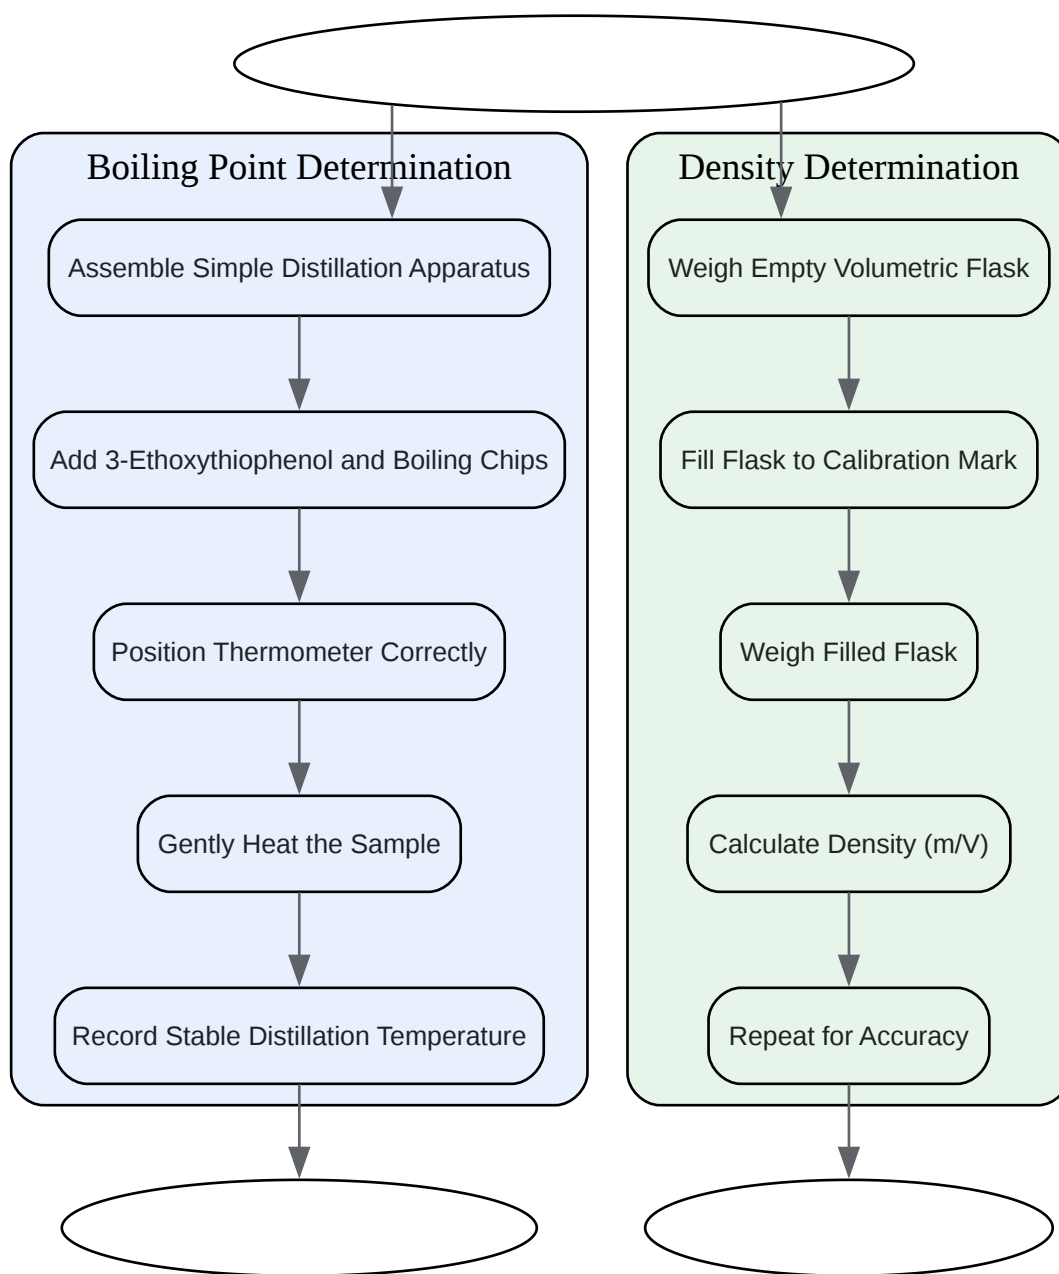 Boiling Point Determination
Assemble Simple Distillation Apparatus
Add 3-Ethoxythiophenol and Boiling Chips
Position Thermometer Correctly
Gently Heat the Sample
Record Stable Distillation Temperature
Density Determination
Weigh Empty Volumetric Flask
Fill Flask to Calibration Mark
Weigh Filled Flask
Calculate Density (m/V)
Repeat for Accuracy